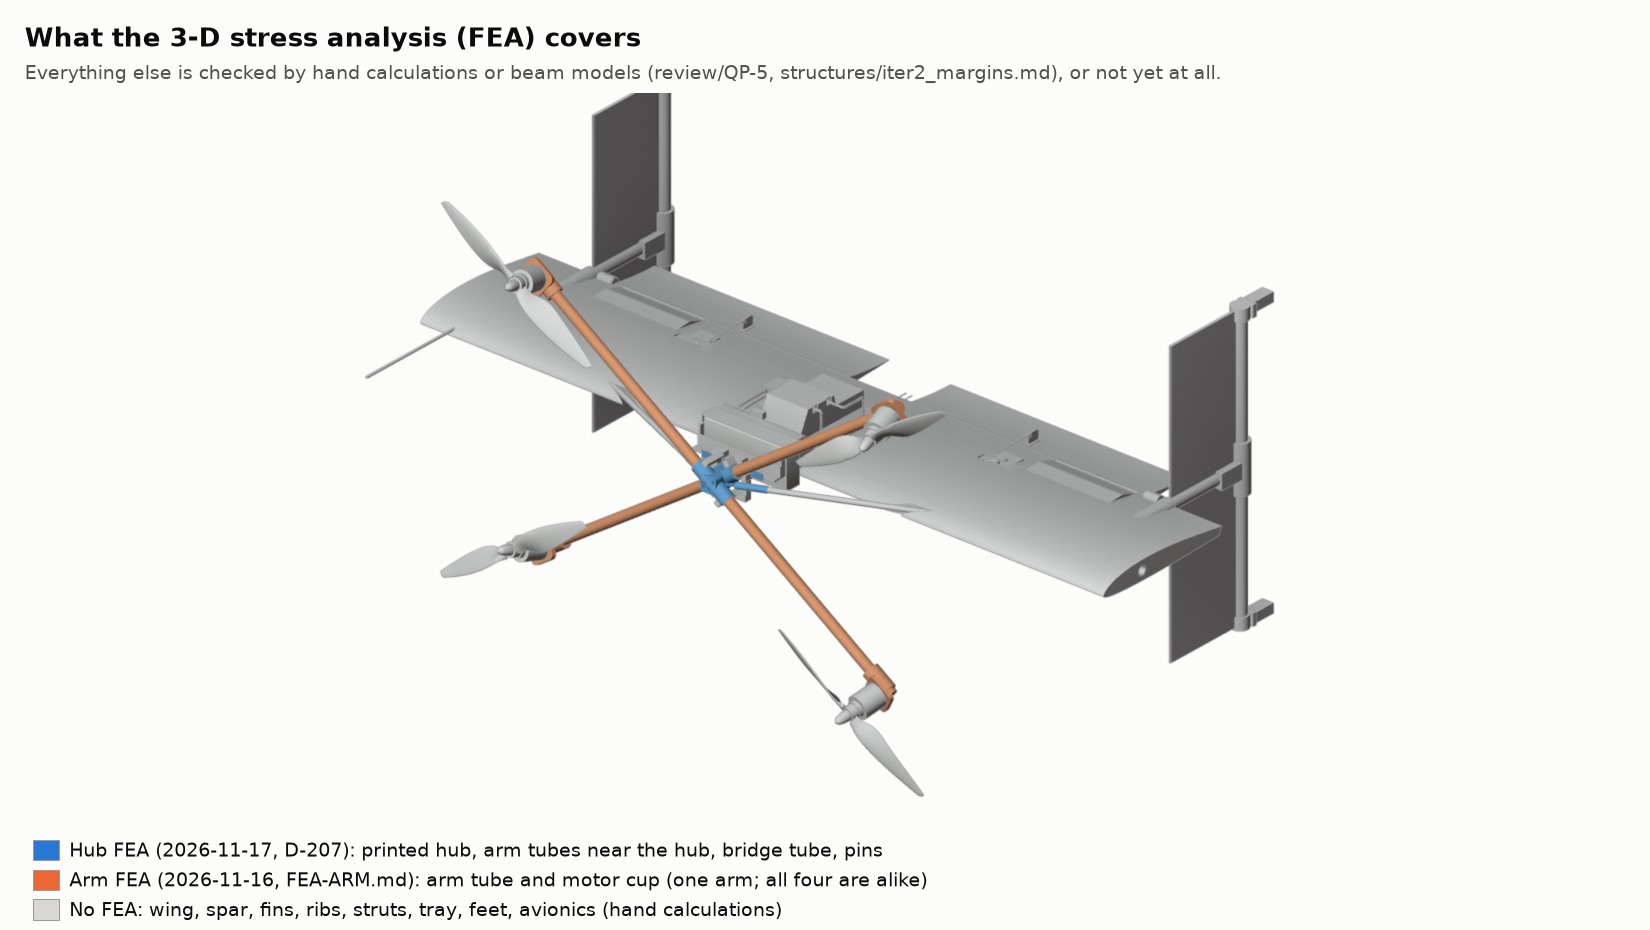 What the 3-D stress analysis (FEA) covers
Everything else is checked by hand calculations or beam models (review/QP-5, structures/iter2_margins.md), or not yet at all.
Hub FEA (2026-11-17, D-207): printed hub, arm tubes near the hub, bridge tube, pins
Arm FEA (2026-11-16, FEA-ARM.md): arm tube and motor cup (one arm; all four are alike)
No FEA: wing, spar, fins, ribs, struts, tray, feet, avionics (hand calculations)